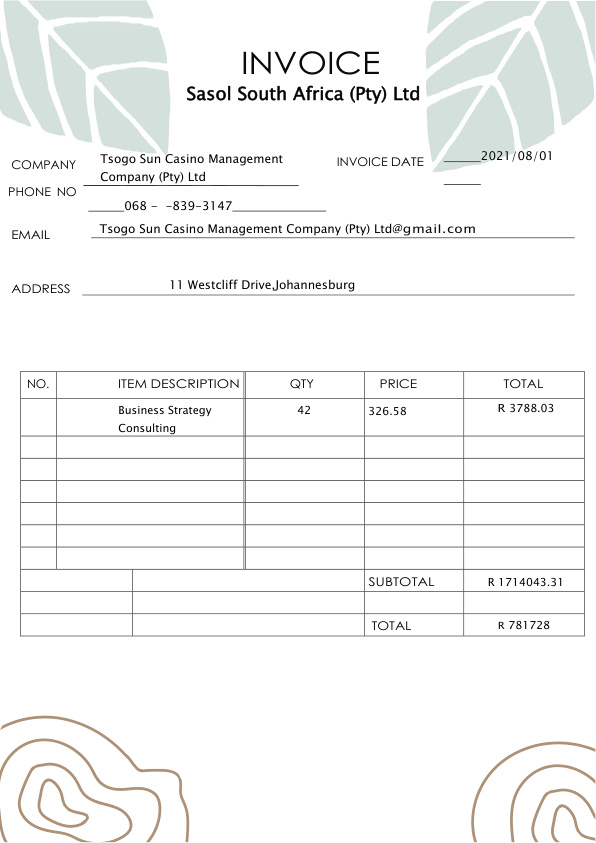 INVOICE
Sasol South Africa (Pty) Ltd
COMPANY Tsogo Sun Casino Management
Company (Pty) Ltd
INVOICE DATE ______2021/08/01
______
PHONE NO ______068 - -839-3147_______________
EMAIL Tsogo Sun Casino Management Company (Pty) Ltd@gmail.com
ADDRESS 11 Westcliff Drive,Johannesburg
NO. ITEM DESCRIPTION QTY PRICE TOTAL
Business Strategy 42 326.58 R 3788.03
Consulting
SUBTOTAL R 1714043.31
TOTAL R 781728